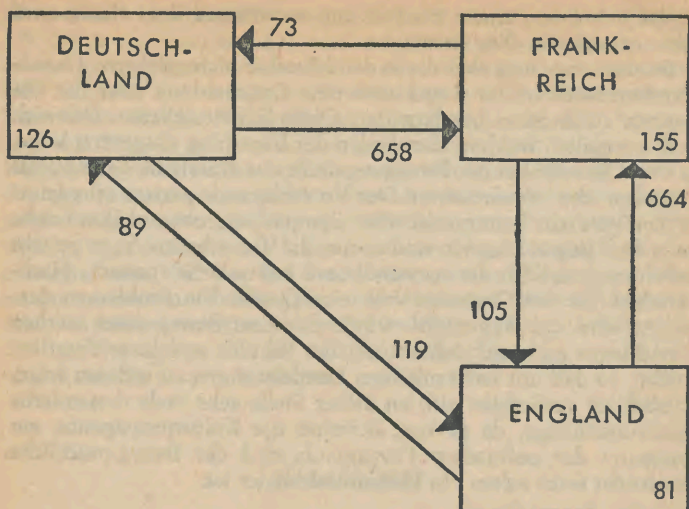 73
DEUTSCH-
LAND
FRANK-
REICH
126
658
155
89
664
105
119
ENGLAND
81